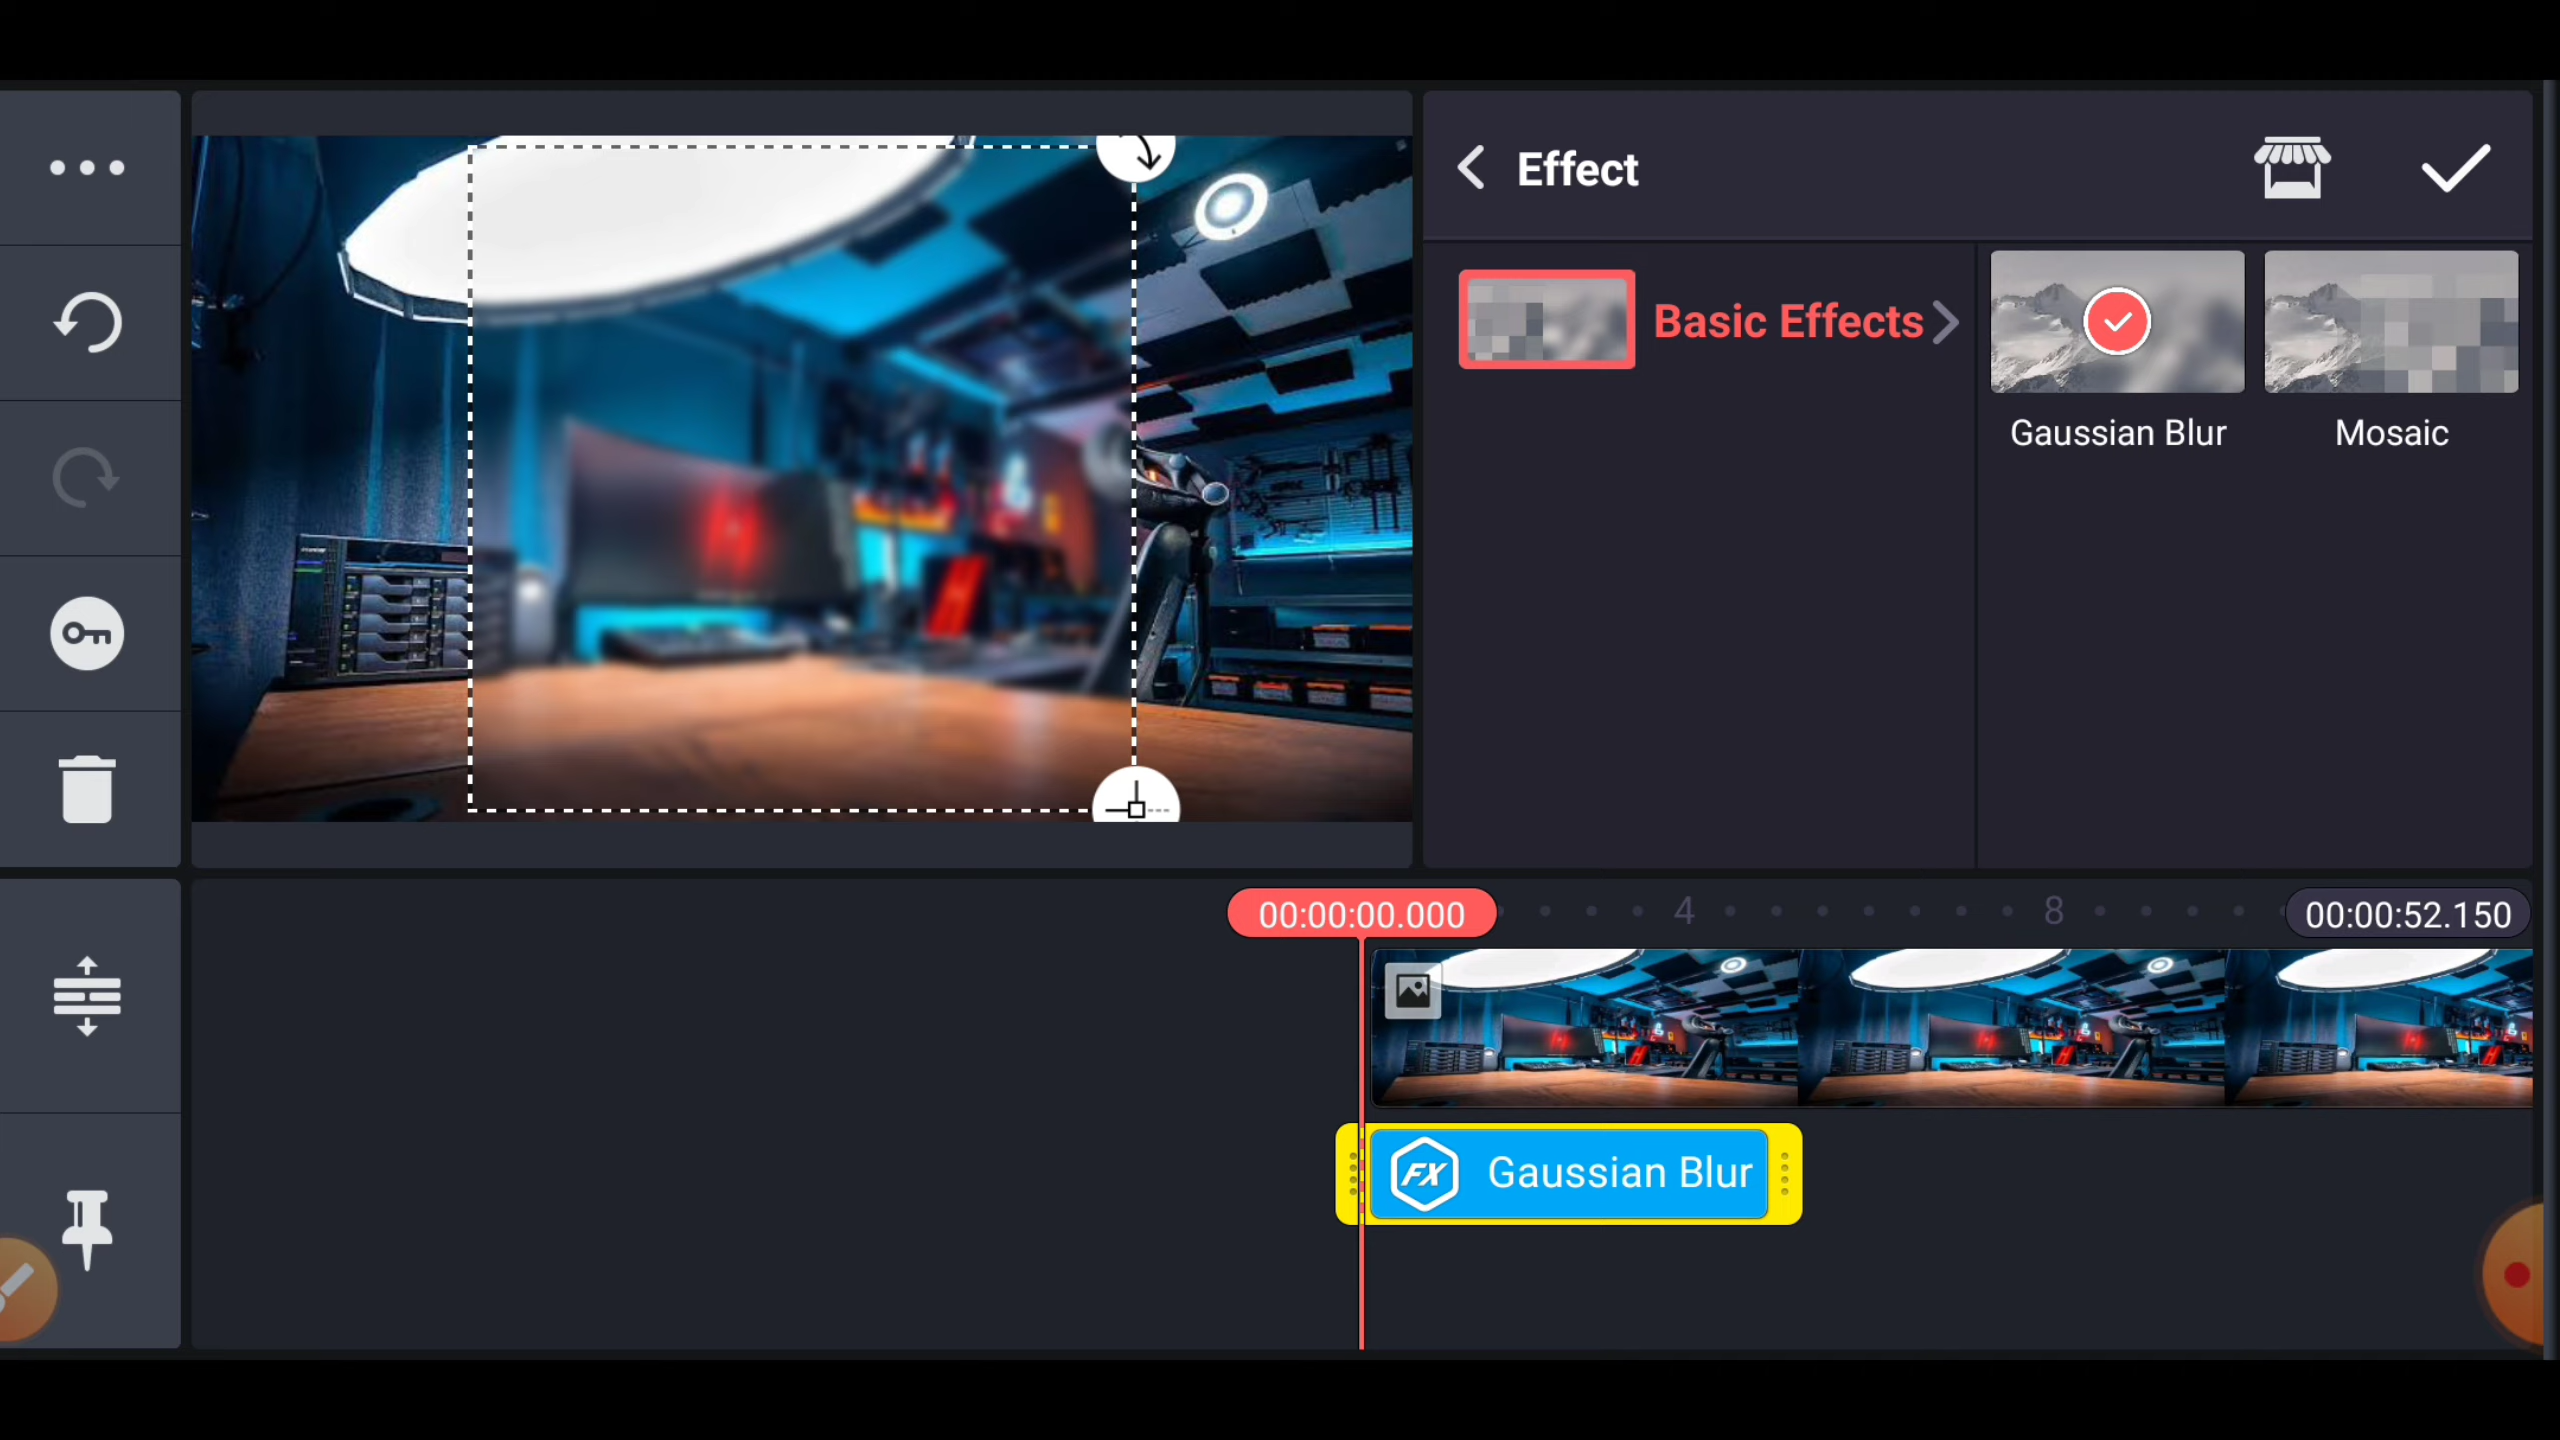 Effect
Basic Effects
Gaussian Blur
Mosaic
00:00:00.000
4
8
00:00:52.150
FX
Gaussian Blur